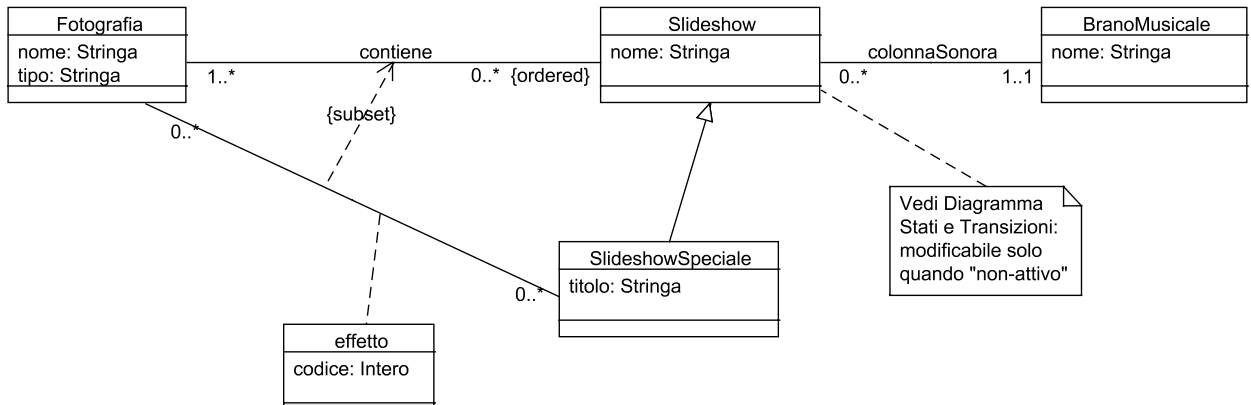 Fotografia
nome: Stringa
tipo: Stringa
contiene
1..*
0..* {ordered}
Slideshow
nome: Stringa
colonnaSonora
0..*
1..1
BranoMusicale
nome: Stringa
{subset}
0..*
0..*
Vedi Diagramma
Stati e Transizioni:
modificabile solo
quando "non-attivo"
SlideshowSpeciale
titolo: Stringa
effetto
codice: Intero